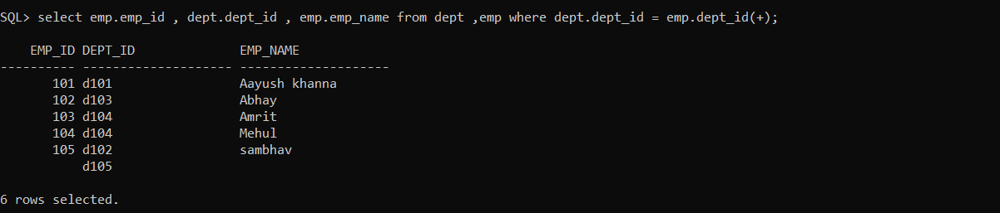 SQL> select emp.emp_id , dept.dept_id , emp.emp_name from dept ,emp where dept.dept_id = emp.dept_id(+);
    EMP_ID DEPT_ID              EMP_NAME
---------- -------------------- --------------------
       101 d101                 Aayush khanna
       102 d103                 Abhay
       103 d104                 Amrit
       104 d104                 Mehul
       105 d102                 sambhav
           d105
6 rows selected.